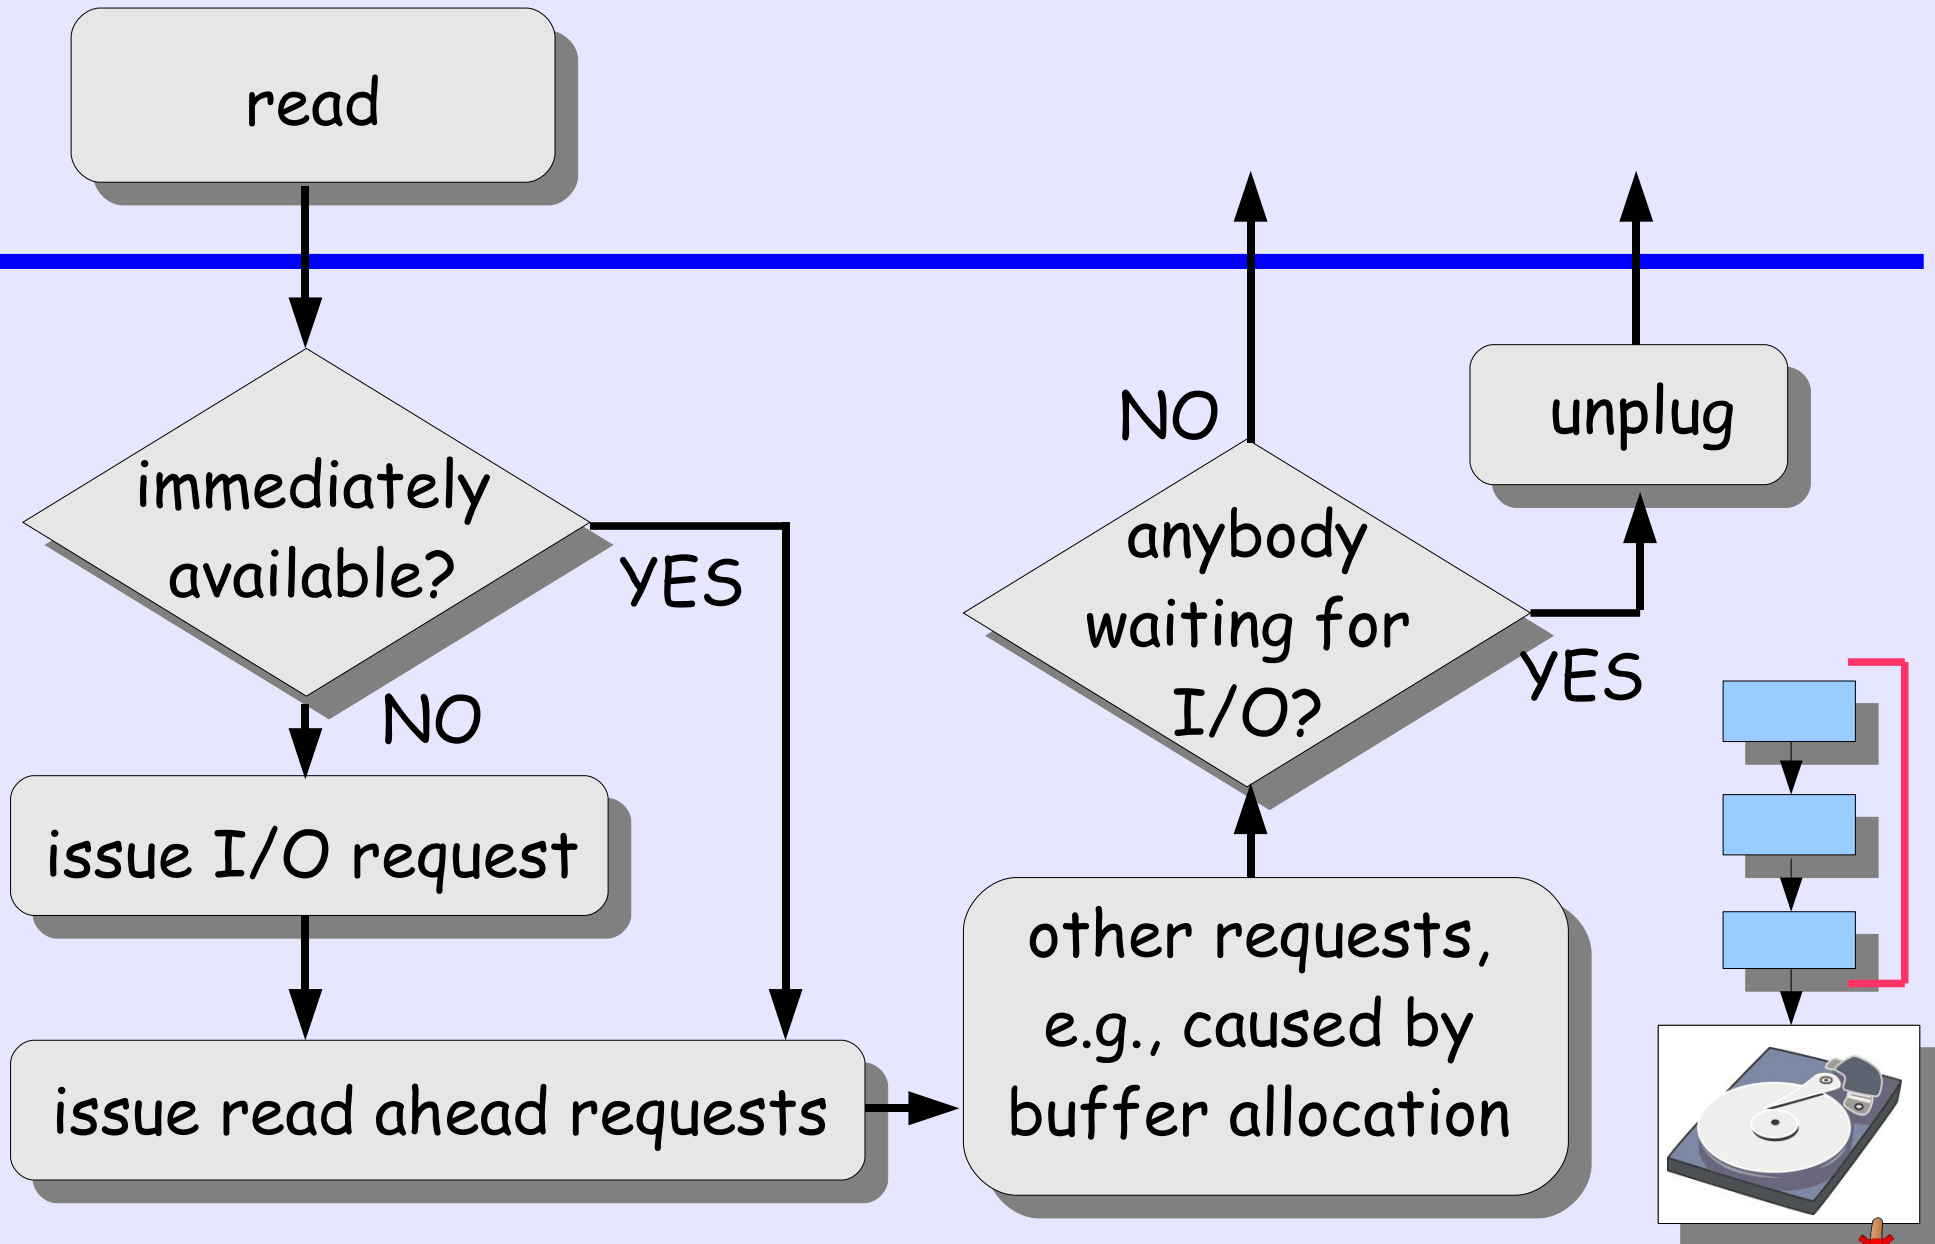 read
immediately
available?
YES
NO
issue I/O request
issue read ahead requests
other requests,
e.g., caused by
buffer allocation
anybody
waiting for
I/O?
NO
YES
unplug